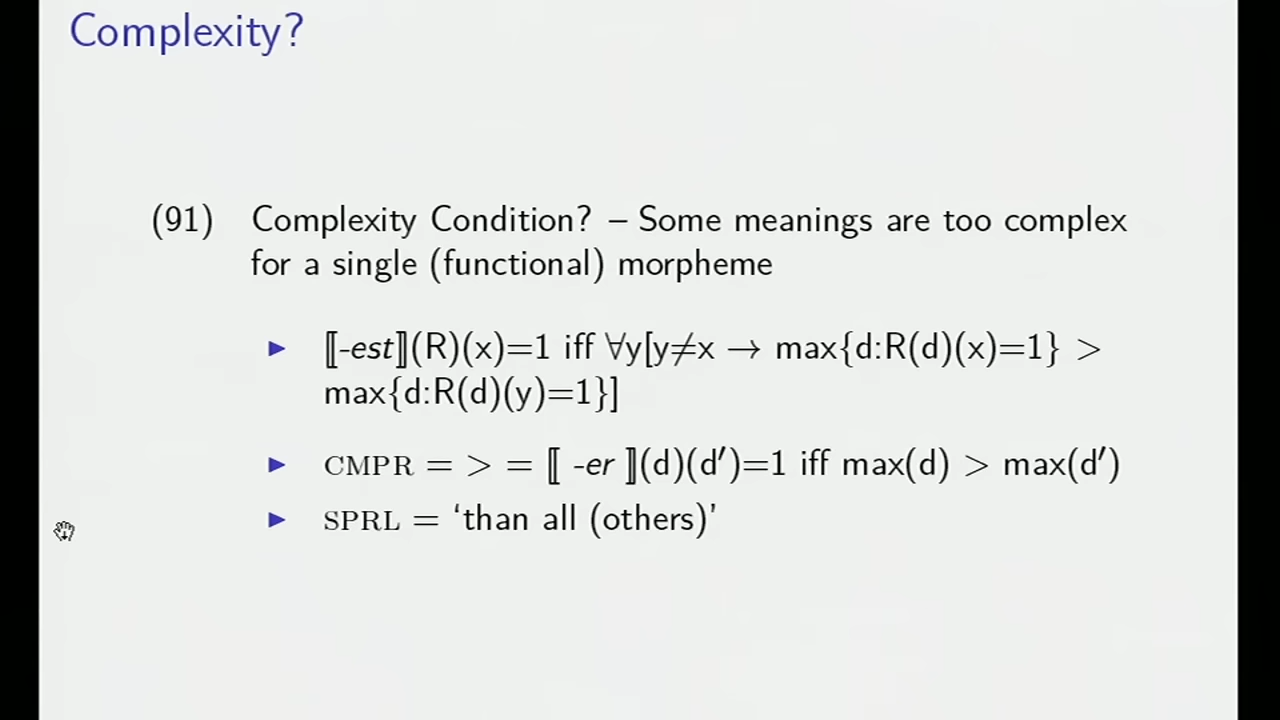 Complexity?
(91) Complexity Condition? – Some meanings are too complex
for a single (functional) morpheme
▶ ⟦-est⟧(R)(x)=1 iff ∀y[y≠x → max{d:R(d)(x)=1} >
max{d:R(d)(y)=1}]
▶ CMPR = > = ⟦ -er ⟧(d)(d′)=1 iff max(d) > max(d′)
▶ SPRL = ‘than all (others)’